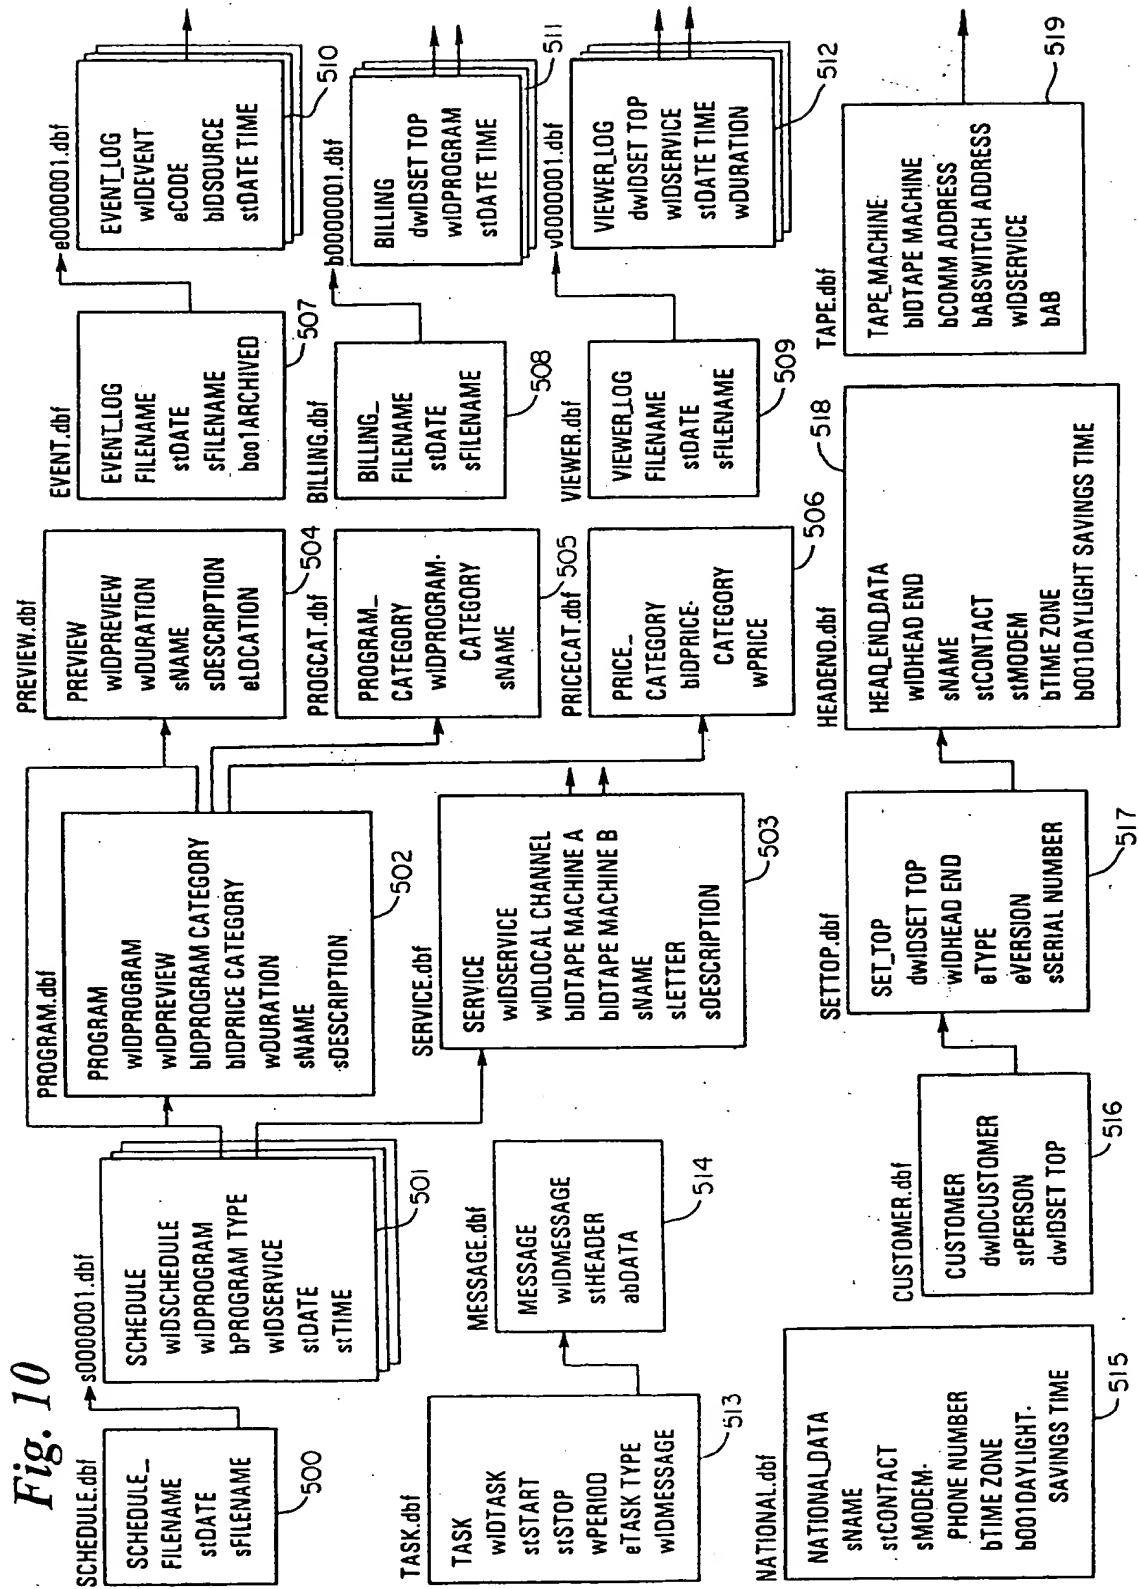 Fig. 10
SCHEDULE.dbf
SCHEDULE_
FILENAME
stDATE
sFILENAME
500
s0000001.dbf
SCHEDULE
wIDSCHEDULE
wIDPROGRAM
bPROGRAM TYPE
wIDSERVICE
stDATE
stTIME
501
PROGRAM.dbf
PROGRAM
wIDPROGRAM
wIDPREVIEW
bIDPROGRAM CATEGORY
bIDPRICE CATEGORY
wDURATION
sNAME
sDESCRIPTION
502
SERVICE.dbf
SERVICE
wIDSERVICE
wIDLOCAL CHANNEL
bIDTAPE MACHINE A
bIDTAPE MACHINE B
sNAME
sLETTER
sDESCRIPTION
503
PREVIEW.dbf
PREVIEW
wIDPREVIEW
wDURATION
sNAME
sDESCRIPTION
eLOCATION
504
PROGCAT.dbf
PROGRAM_
CATEGORY
wIDPROGRAM-
CATEGORY
sNAME
505
PRICECAT.dbf
PRICE_
CATEGORY
bIDPRICE-
CATEGORY
wPRICE
506
EVENT.dbf
EVENT_LOG
FILENAME
stDATE
sFILENAME
boo1ARCHIVED
507
BILLING.dbf
BILLING_
FILENAME
stDATE
sFILENAME
508
VIEWER.dbf
VIEWER_LOG
FILENAME
stDATE
sFILENAME
509
e0000001.dbf
EVENT_LOG
wIDEVENT
eCODE
bIDSOURCE
stDATE TIME
510
b0000001.dbf
BILLING
dwIDSET TOP
wIDPROGRAM
stDATE TIME
511
v0000001.dbf
VIEWER_LOG
dwIDSET TOP
wIDSERVICE
stDATE TIME
wDURATION
512
TASK.dbf
TASK
wIDTASK
stSTART
stSTOP
wPERIOD
eTASK TYPE
wIDMESSAGE
513
MESSAGE.dbf
MESSAGE
wIDMESSAGE
stHEADER
abDATA
514
NATIONAL.dbf
NATIONAL_DATA
sNAME
stCONTACT
sMODEM-
PHONE NUMBER
bTIME ZONE
b001DAYLIGHT-
SAVINGS TIME
515
CUSTOMER.dbf
CUSTOMER
dwIDCUSTOMER
stPERSON
dwIDSET TOP
516
SETTOP.dbf
SET_TOP
dwIDSET TOP
wIDHEAD END
eTYPE
eVERSION
sSERIAL NUMBER
517
HEADEND.dbf
HEAD_END_DATA
wIDHEAD END
sNAME
stCONTACT
stMODEM
bTIME ZONE
b001DAYLIGHT SAVINGS TIME
518
TAPE.dbf
TAPE_MACHINE
bIDTAPE MACHINE
bCOMM ADDRESS
bABSWITCH ADDRESS
wIDSERVICE
bAB
519